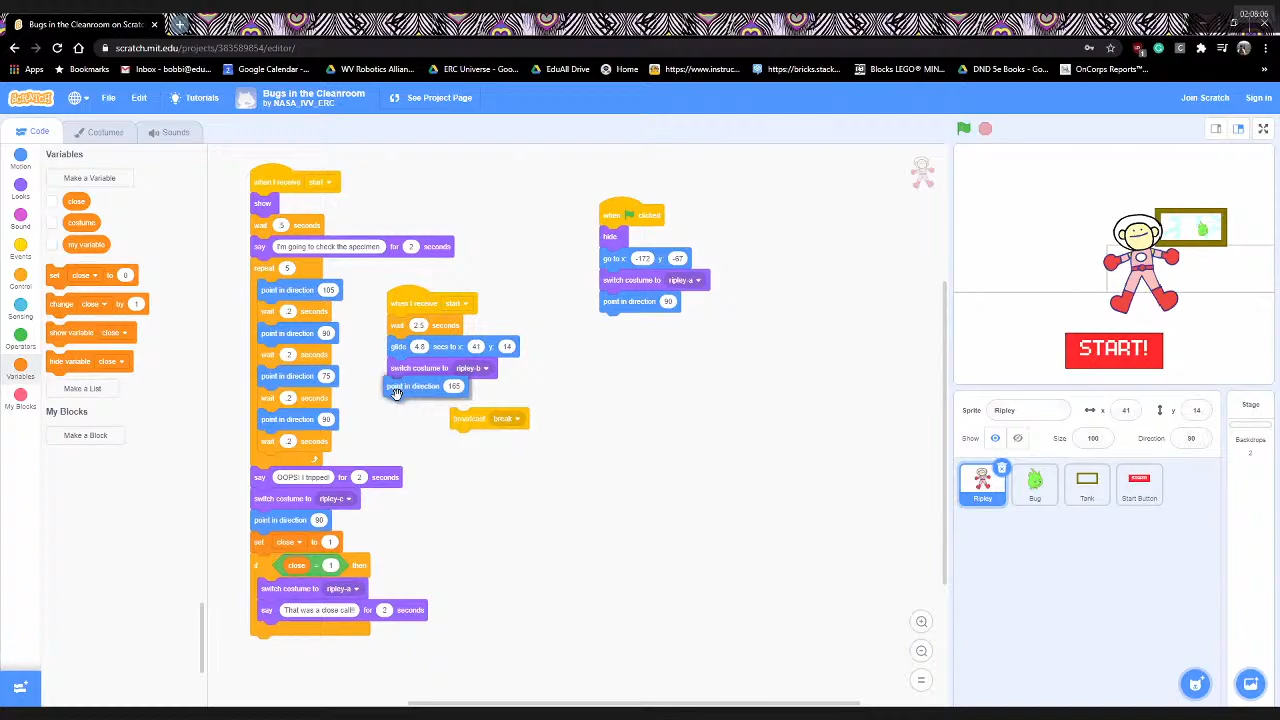 02:08:06
Bugs in the Cleanroom on Scratch
scratch.mit.edu/projects/383589854/editor/
Apps Bookmarks Inbox - bobbi@edu... Google Calendar -... WV Robotics Allian... ERC Universe - Goo... EduAll Drive Home https://www.instruc... https://bricks.stack... Blocks LEGO® MIN... DND 5e Books - Go... OnCorps Reports™... »
SCRATCH File Edit Tutorials Bugs in the Cleanroom by NASA_IVV_ERC See Project Page Join Scratch Sign in
Code Costumes Sounds
Motion
Looks
Sound
Events
Control
Sensing
Operators
Variables
My Blocks
Variables
Make a Variable
close
costume
my variable
set close to 0
change close by 1
show variable close
hide variable close
Make a List
My Blocks
Make a Block
when I receive start
show
wait .5 seconds
say I'm going to check the specimen for 2 seconds
repeat 5
point in direction 105
wait .2 seconds
point in direction 90
wait .2 seconds
point in direction 75
wait .2 seconds
point in direction 90
wait .2 seconds
say OOPS! I tripped! for 2 seconds
switch costume to ripley-c
point in direction 90
set close to 1
if close = 1 then
switch costume to ripley-a
say That was a close call!! for 2 seconds
when I receive start
wait 2.5 seconds
glide 4.8 secs to x: 41 y: 14
switch costume to ripley-b
point in direction 165
broadcast break
when clicked
hide
go to x: -172 y: -67
switch costume to ripley-a
point in direction 90
START!
Sprite Ripley x 41 y 14
Show Size 100 Direction 90
Ripley Bug Tank Start Button
START!
Stage
Backdrops
2